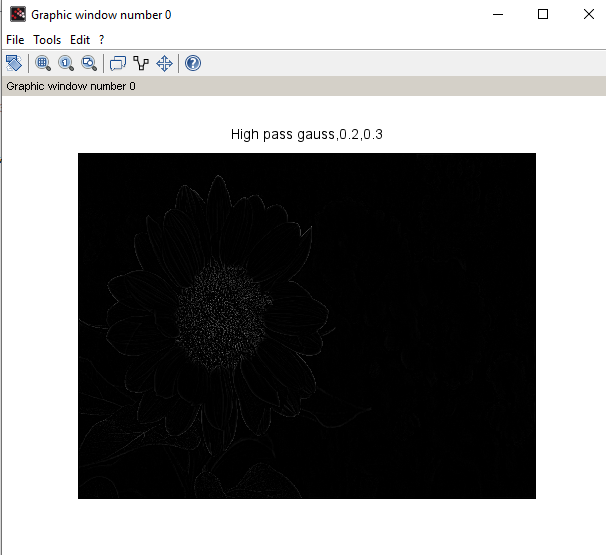 Graphic window number 0
File Tools Edit ?
Graphic window number 0
High pass gauss,0.2,0.3